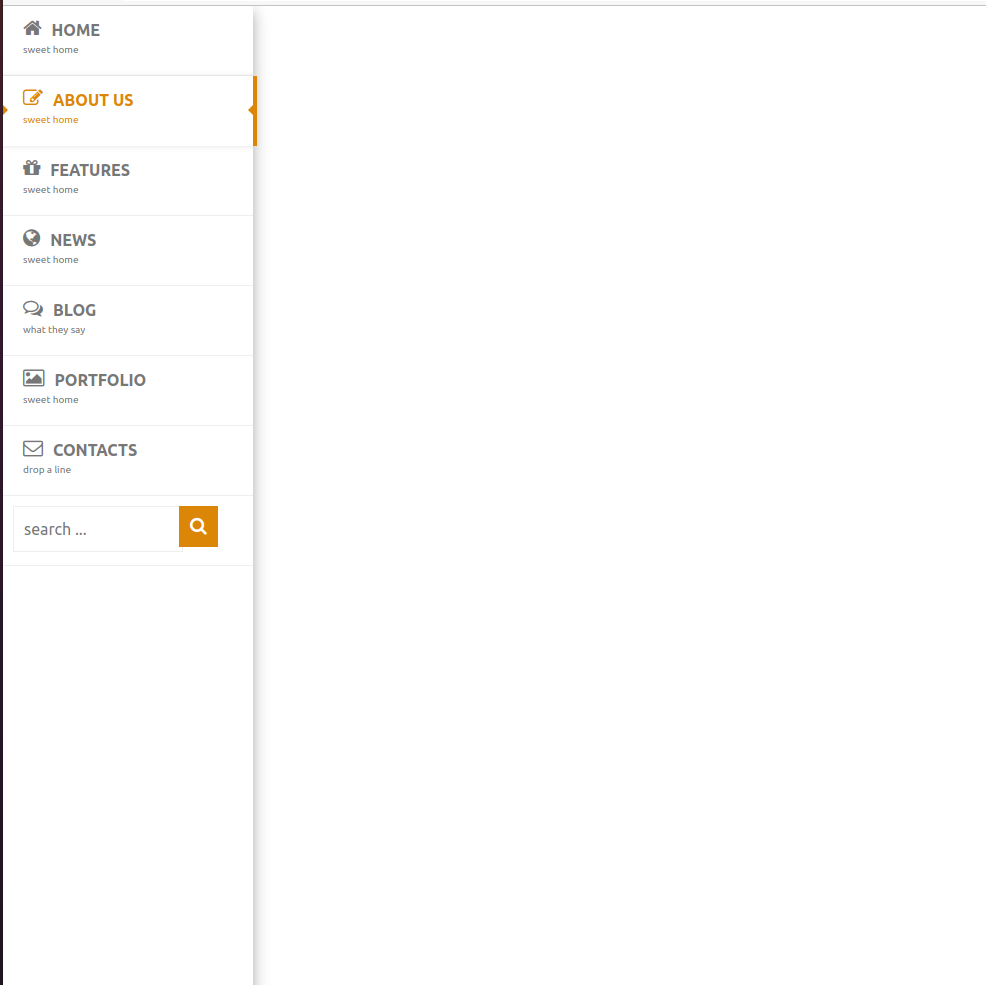 HOME
sweet home
ABOUT US
sweet home
FEATURES
sweet home
NEWS
sweet home
BLOG
what they say
PORTFOLIO
sweet home
CONTACTS
drop a line
search ...